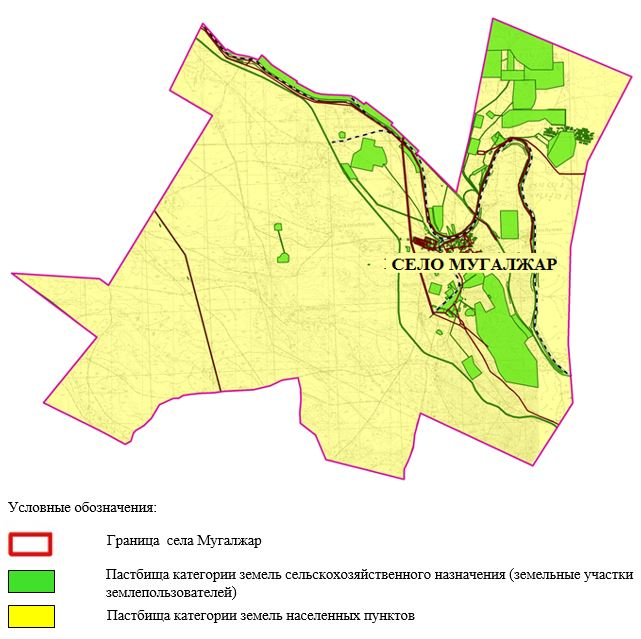 СЕЛО МУГАЛЖАР
Условные обозначения:
Граница села Мугалжар
Пастбища категории земель сельскохозяйственного назначения (земельные участки
землепользователей)
Пастбища категории земель населенных пунктов